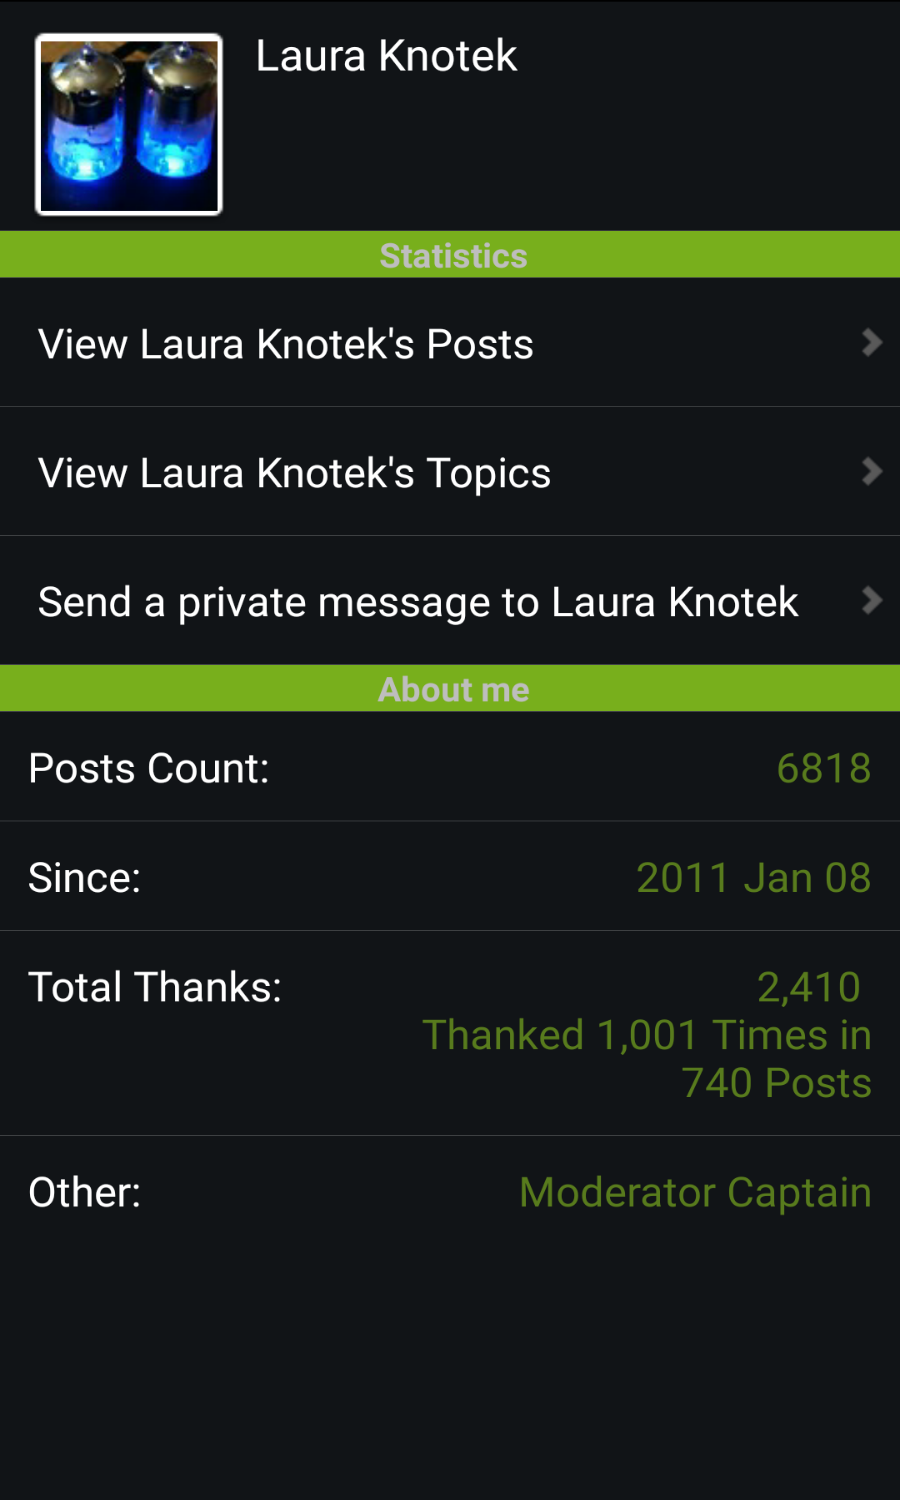 Laura Knotek
Statistics
View Laura Knotek's Posts
View Laura Knotek's Topics
Send a private message to Laura Knotek
About me
Posts Count: 6818
Since: 2011 Jan 08
Total Thanks: 2,410
Thanked 1,001 Times in
740 Posts
Other: Moderator Captain